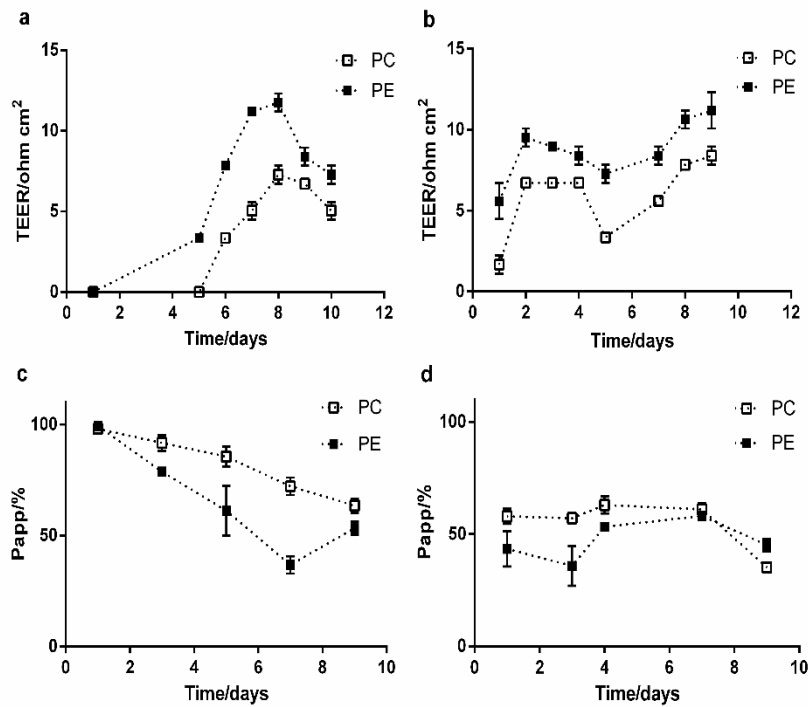 a
15
10
5
0
TEER/ohm cm²
PC
PE
0 2 4 6 8 10 12
Time/days
b
15
10
5
0
TEER/ohm cm²
PC
PE
0 2 4 6 8 10 12
Time/days
c
100
50
0
Papp/%
PC
PE
0 2 4 6 8 10
Time/days
d
100
50
0
Papp/%
PC
PE
0 2 4 6 8 10
Time/days